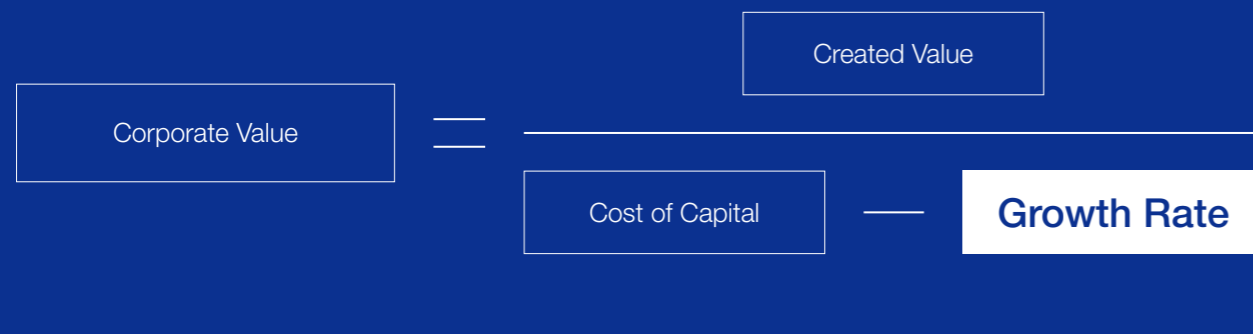 Created Value
Corporate Value
Cost of Capital
Growth Rate